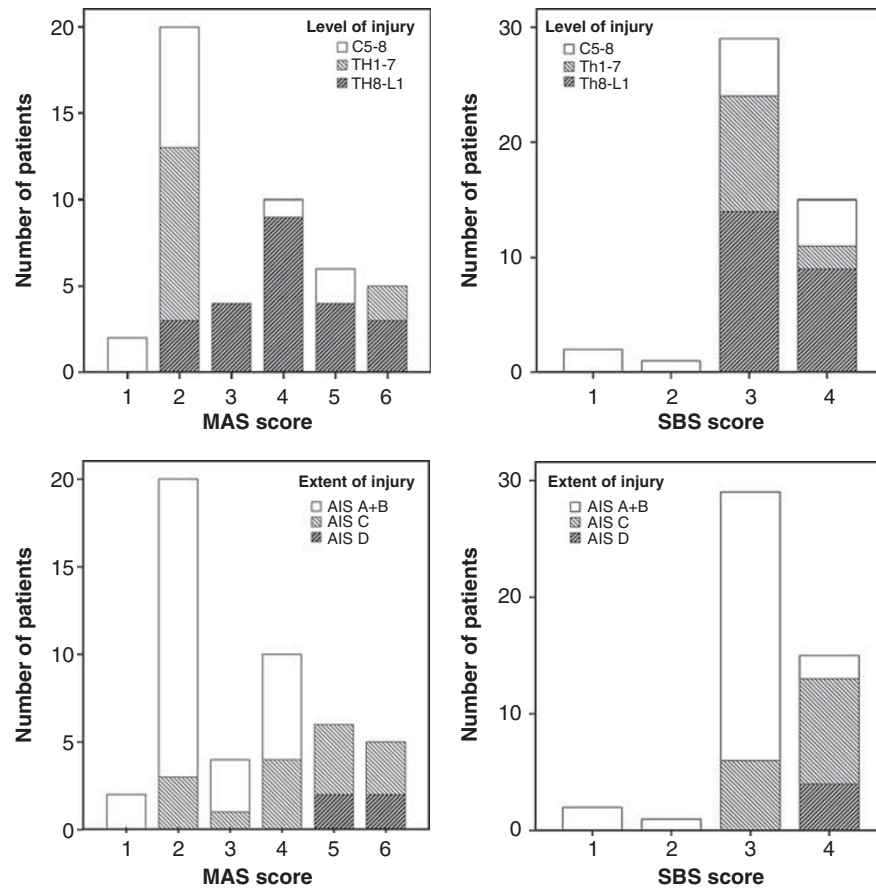 Level of injury
C5-8
TH1-7
TH8-L1
20
15
10
5
0
Number of patients
1 2 3 4 5 6
MAS score
Level of injury
C5-8
Th1-7
Th8-L1
30
20
10
0
Number of patients
1 2 3 4
SBS score
Extent of injury
AIS A+B
AIS C
AIS D
20
15
10
5
0
Number of patients
1 2 3 4 5 6
MAS score
Extent of injury
AIS A+B
AIS C
AIS D
30
20
10
0
Number of patients
1 2 3 4
SBS score